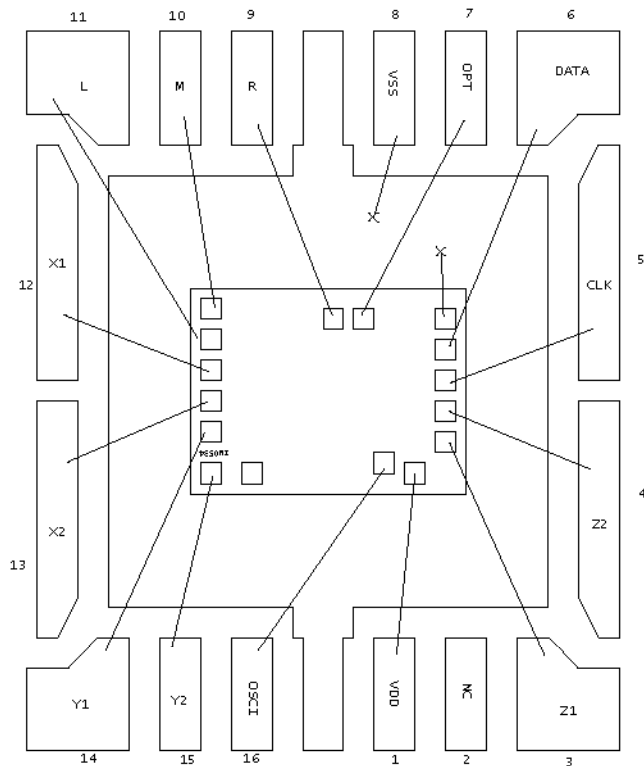 11 10 9 8 7 6
L M R VSS OPT DATA
X1 CLK 5
12
X2 Z2 4
13
Y1 Y2 OSCI VDD NC Z1
14 15 16 1 2 3